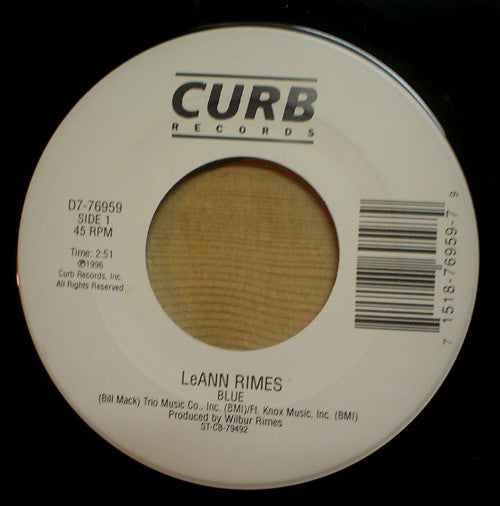 CURB
RECORDS
D7-76959
SIDE 1
45 RPM
Time: 2:51
℗1996
Curb Records, Inc.
All Rights Reserved
7 1518-76959-7 9
LeANN RIMES
BLUE
(Bill Mack) Trio Music Co., Inc. (BMI)/Ft. Knox Music, Inc. (BMI)
Produced by Wilbur Rimes
ST-CB-79492